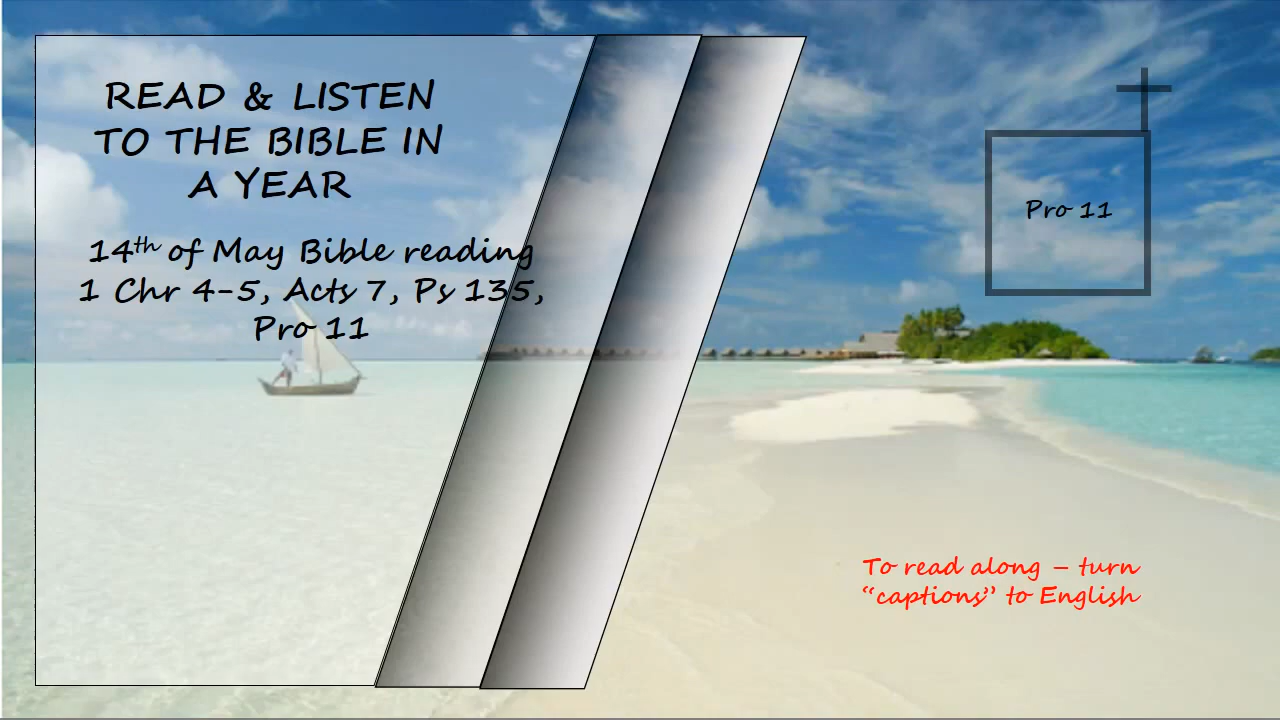 READ & LISTEN
TO THE BIBLE IN
A YEAR
14th of May Bible reading
1 Chr 4-5, Acts 7, Ps 135,
Pro 11
Pro 11
To read along – turn
“captions” to English